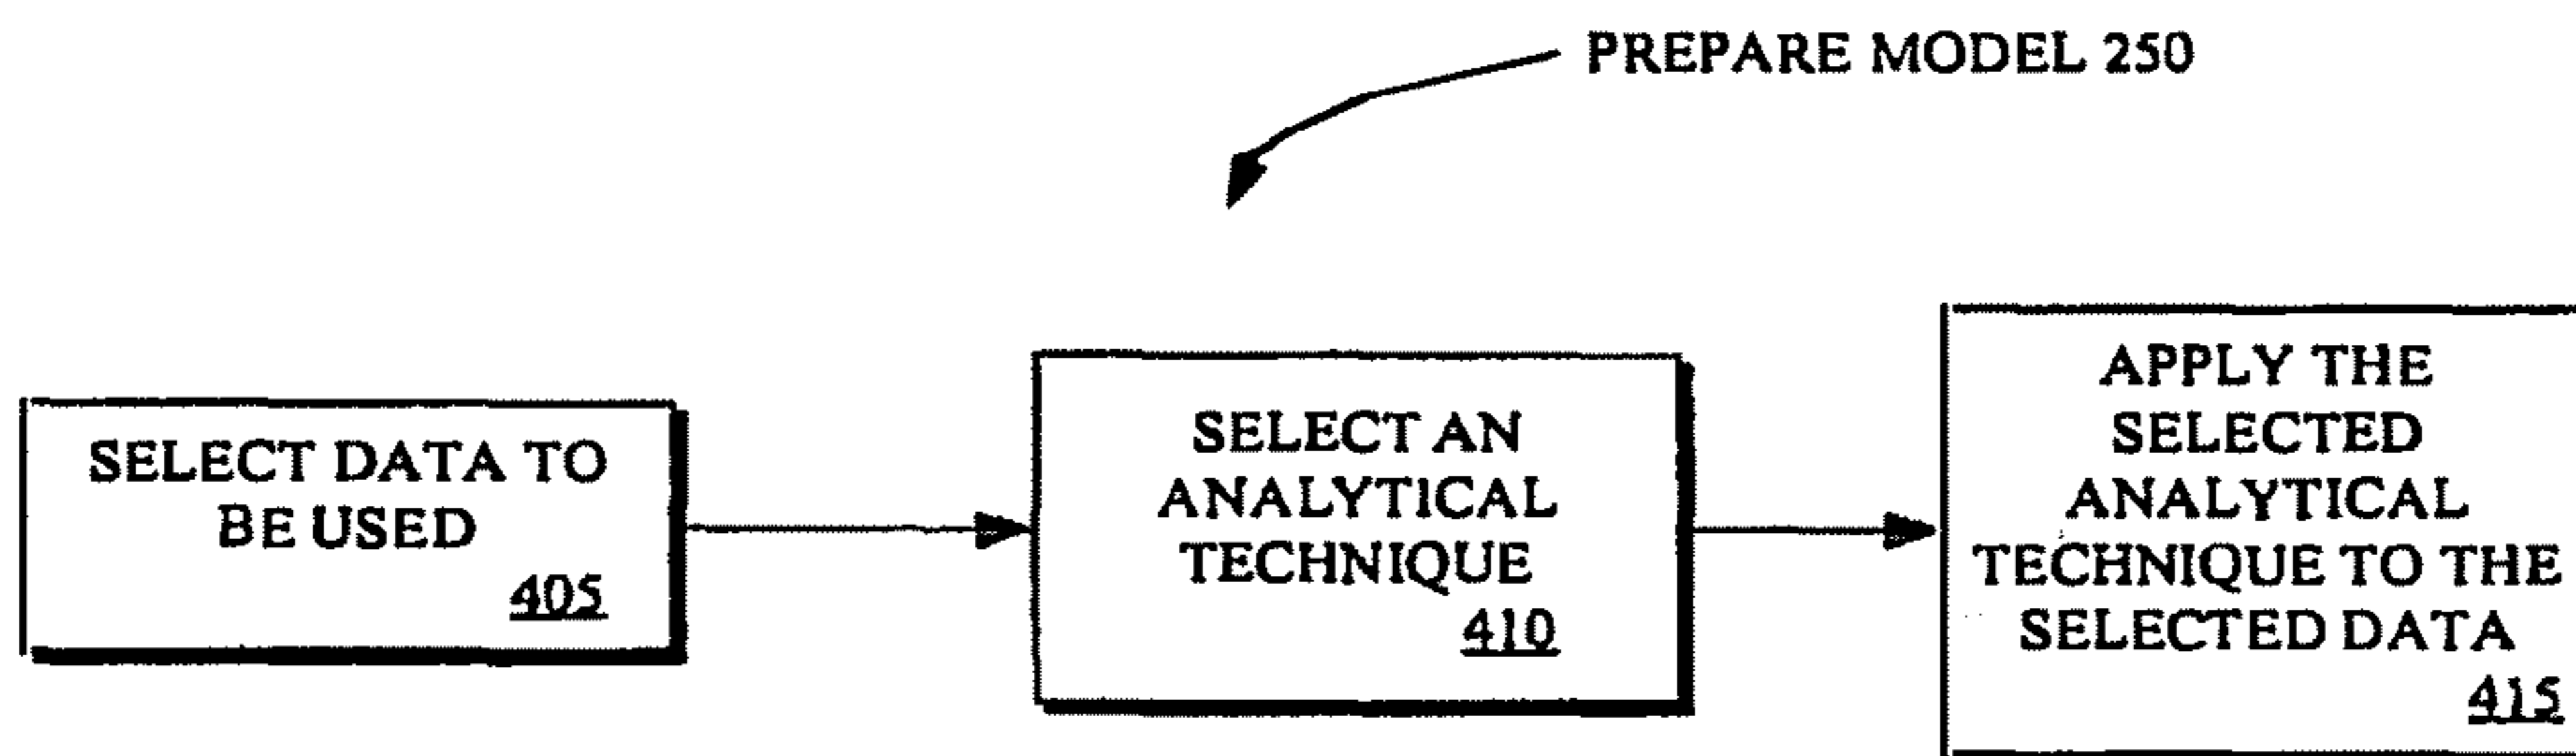 PREPARE MODEL 250
SELECT DATA TO
BE USED
405
SELECT AN
ANALYTICAL
TECHNIQUE
410
APPLY THE
SELECTED
ANALYTICAL
TECHNIQUE TO THE
SELECTED DATA
415